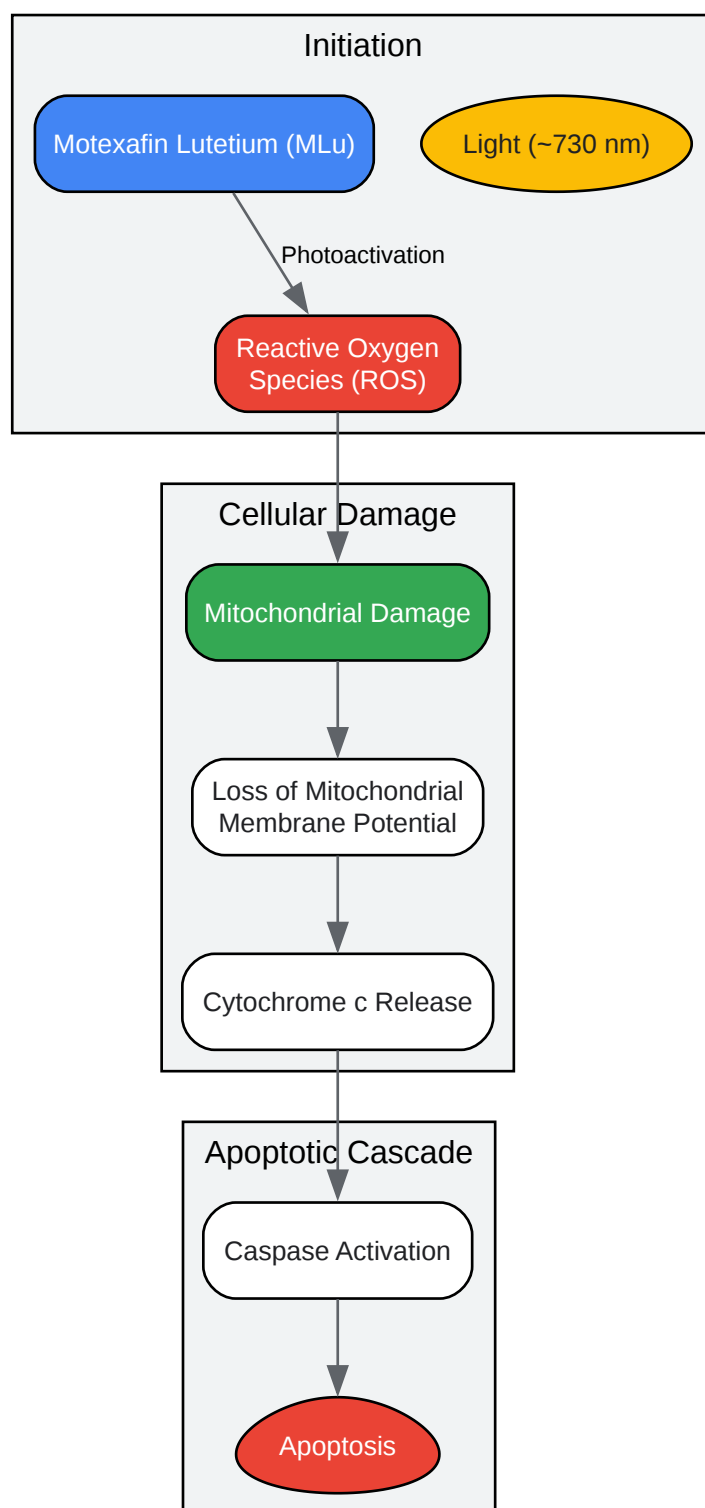 Initiation
Motexafin Lutetium (MLu)
Light (~730 nm)
Photoactivation
Reactive Oxygen
Species (ROS)
Cellular Damage
Mitochondrial Damage
Loss of Mitochondrial
Membrane Potential
Cytochrome c Release
Apoptotic Cascade
Caspase Activation
Apoptosis